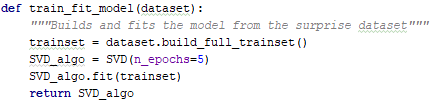 def train_fit_model(dataset):
    """Builds and fits the model from the surprise dataset"""
    trainset = dataset.build_full_trainset()
    SVD_algo = SVD(n_epochs=5)
    SVD_algo.fit(trainset)
    return SVD_algo